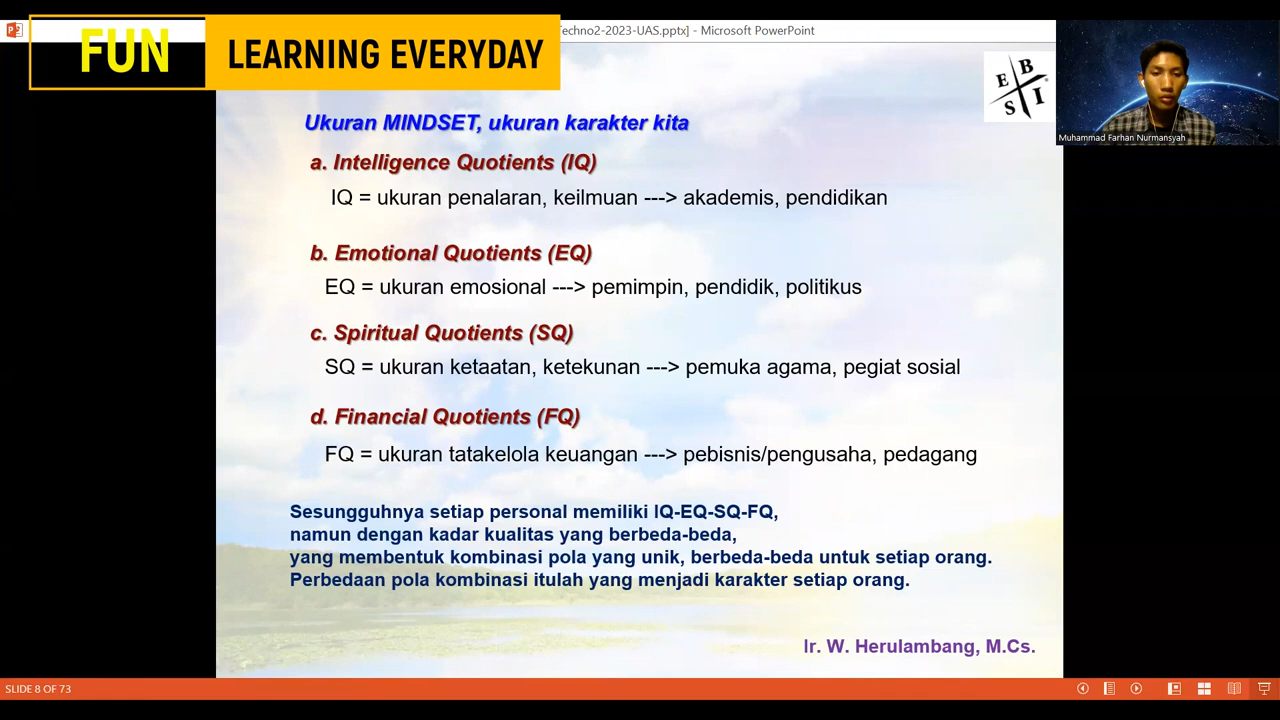 FUN
LEARNING EVERYDAY
Techno2-2023-UAS.pptx] - Microsoft PowerPoint
Muhammad Farhan Nurmansyah
E B S I
Ukuran MINDSET, ukuran karakter kita
a. Intelligence Quotients (IQ)
IQ = ukuran penalaran, keilmuan ---> akademis, pendidikan
b. Emotional Quotients (EQ)
EQ = ukuran emosional ---> pemimpin, pendidik, politikus
c. Spiritual Quotients (SQ)
SQ = ukuran ketaatan, ketekunan ---> pemuka agama, pegiat sosial
d. Financial Quotients (FQ)
FQ = ukuran tatakelola keuangan ---> pebisnis/pengusaha, pedagang
Sesungguhnya setiap personal memiliki IQ-EQ-SQ-FQ,
namun dengan kadar kualitas yang berbeda-beda,
yang membentuk kombinasi pola yang unik, berbeda-beda untuk setiap orang.
Perbedaan pola kombinasi itulah yang menjadi karakter setiap orang.
Ir. W. Herulambang, M.Cs.
SLIDE 8 OF 73